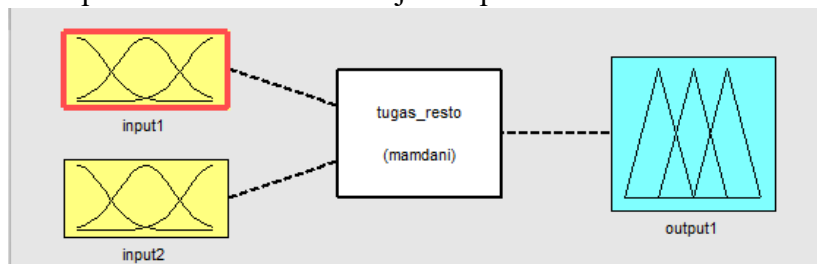 input1
input2
tugas_resto
(mamdani)
output1